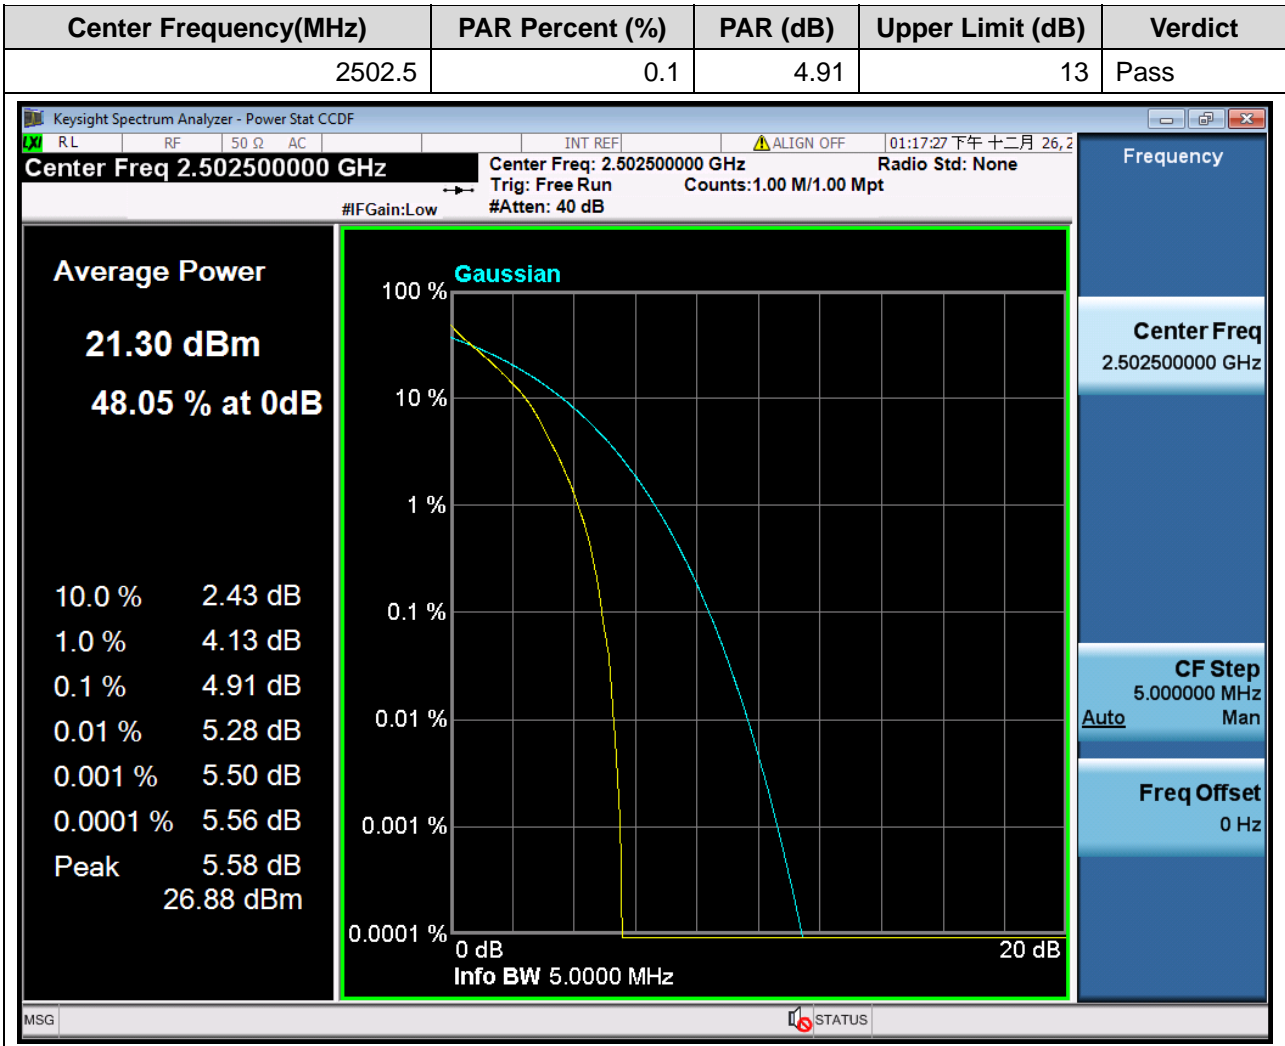 Center Frequency(MHz) PAR Percent (%) PAR (dB) Upper Limit (dB) Verdict
2502.5 0.1 4.91 13 Pass
Keysight Spectrum Analyzer - Power Stat CCDF
LXI RL RF 50 Ω AC INT REF ALIGN OFF 01:17:27 下午 十二月 26, 2
Center Freq 2.502500000 GHz
Center Freq: 2.502500000 GHz Radio Std: None
Trig: Free Run Counts:1.00 M/1.00 Mpt
#IFGain:Low #Atten: 40 dB
Frequency
Average Power
21.30 dBm
48.05 % at 0dB
10.0 % 2.43 dB
1.0 % 4.13 dB
0.1 % 4.91 dB
0.01 % 5.28 dB
0.001 % 5.50 dB
0.0001 % 5.56 dB
Peak 5.58 dB
26.88 dBm
Gaussian
100 %
10 %
1 %
0.1 %
0.01 %
0.001 %
0.0001 %
0 dB 20 dB
Info BW 5.0000 MHz
Center Freq
2.502500000 GHz
CF Step
5.000000 MHz
Auto Man
Freq Offset
0 Hz
MSG STATUS